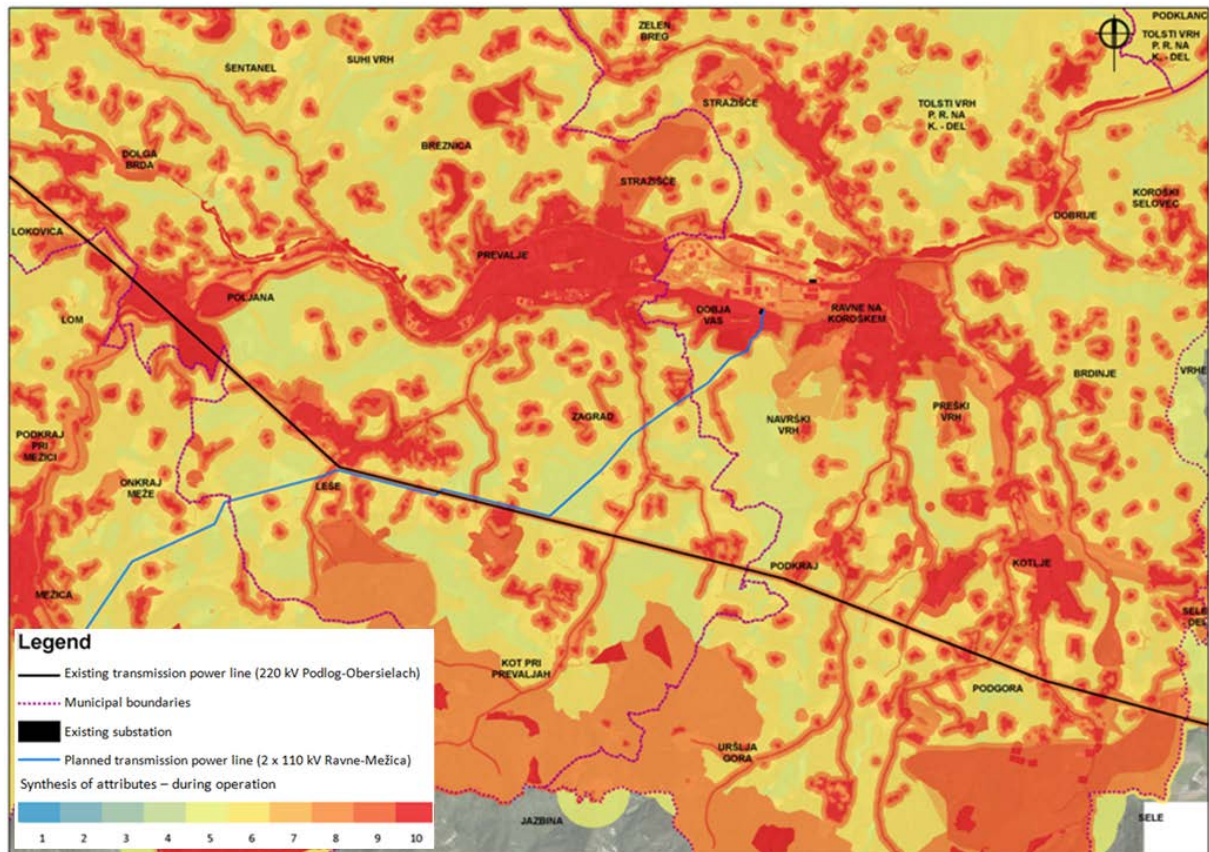 PODKLANC
ZELEN
BREG
TOLSTI VRH
P. R. NA
K. - DEL
SUHI VRH
ŠENTANEL
STRAŽIŠČE
TOLSTI VRH
P. R. NA
K. - DEL
BREZNICA
DOLGA
BRDA
STRAŽIŠČE
KOROŠKI
SELOVEC
DOBRIJE
LOKOVICA
PREVALJE
POLJANA
DOBJA
VAS
RAVNE NA
KOROŠKEM
LOM
VRHE
BRDINJE
ZAGRAD
NAVRŠKI
VRH
PREŠKI
VRH
PODKRAJ
PRI
MEŽICI
ONKRAJ
MEŽE
LEŠE
PODKRAJ
KOTLJE
MEŽICA
SELE
DEL
KOT PRI
PREVALJAH
PODGORA
URŠLJA
GORA
JAZBINA
SELE
Legend
Existing transmission power line (220 kV Podlog-Obersielach)
Municipal boundaries
Existing substation
Planned transmission power line (2 x 110 kV Ravne-Mežica)
Synthesis of attributes – during operation
1 2 3 4 5 6 7 8 9 10